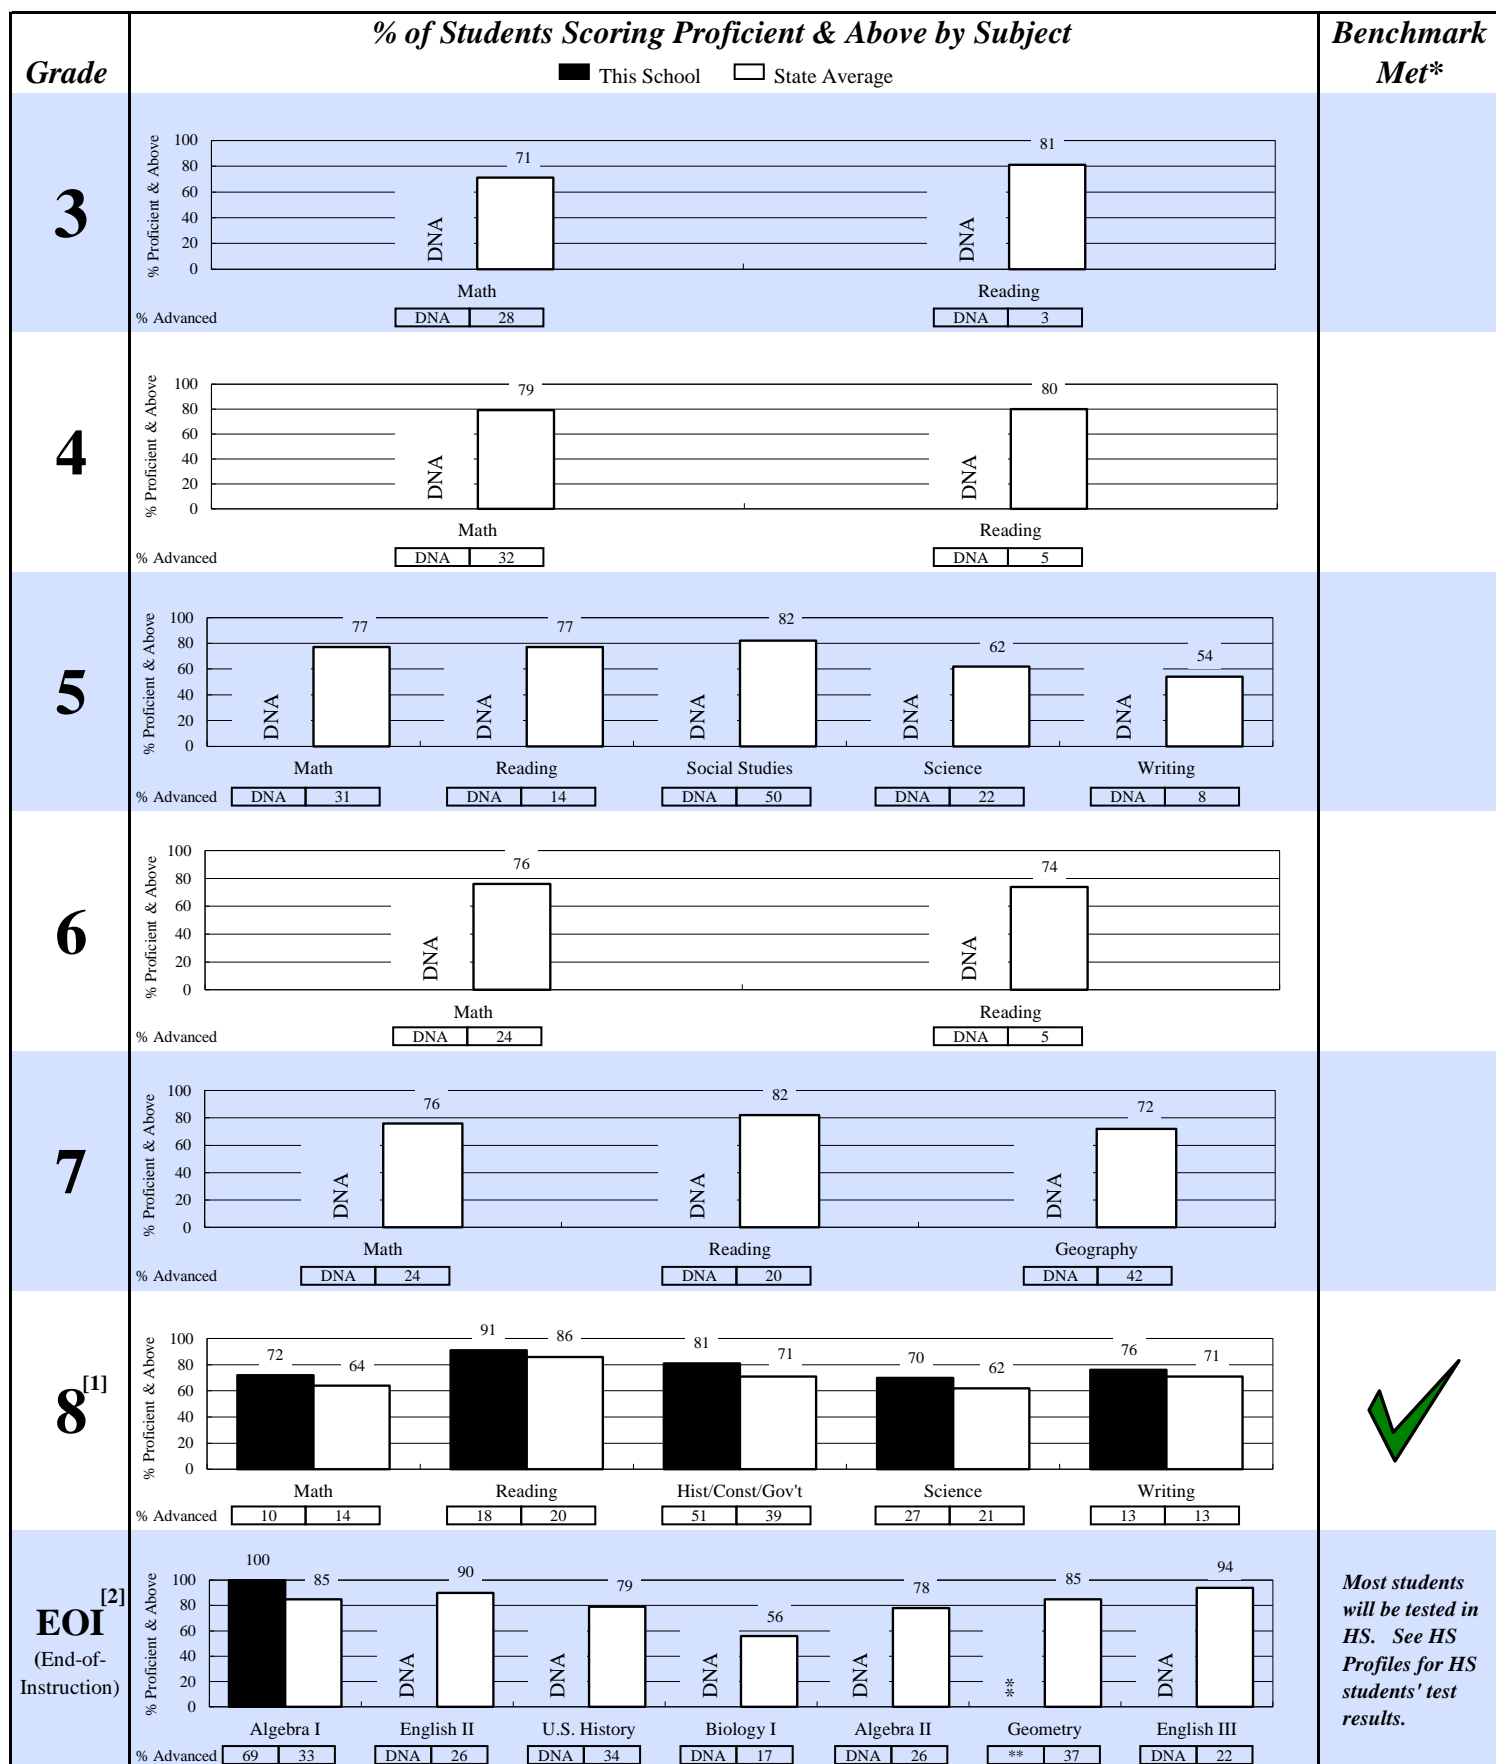 Grade
% of Students Scoring Proficient & Above by Subject
This School State Average
Benchmark
Met*
3
% Proficient & Above
100
80
60
40
20
0
DNA 71
DNA 81
Math Reading
% Advanced DNA 28 DNA 3
4
% Proficient & Above
100
80
60
40
20
0
DNA 79
DNA 80
Math Reading
% Advanced DNA 32 DNA 5
5
% Proficient & Above
100
80
60
40
20
0
DNA 77
DNA 77
DNA 82
DNA 62
DNA 54
Math Reading Social Studies Science Writing
% Advanced DNA 31 DNA 14 DNA 50 DNA 22 DNA 8
6
% Proficient & Above
100
80
60
40
20
0
DNA 76
DNA 74
Math Reading
% Advanced DNA 24 DNA 5
7
% Proficient & Above
100
80
60
40
20
0
DNA 76
DNA 82
DNA 72
Math Reading Geography
% Advanced DNA 24 DNA 20 DNA 42
8[1]
% Proficient & Above
100
80
60
40
20
0
72 64
91 86
81 71
70 62
76 71
Math Reading Hist/Const/Gov't Science Writing
% Advanced 10 14 18 20 51 39 27 21 13 13
EOI[2]
(End-of-
Instruction)
% Proficient & Above
100
80
60
40
20
0
100 85
DNA 90
DNA 79
DNA 56
DNA 78
** 85
DNA 94
Algebra I English II U.S. History Biology I Algebra II Geometry English III
% Advanced 69 33 DNA 26 DNA 34 DNA 17 DNA 26 ** 37 DNA 22
Most students
will be tested in
HS. See HS
Profiles for HS
students' test
results.